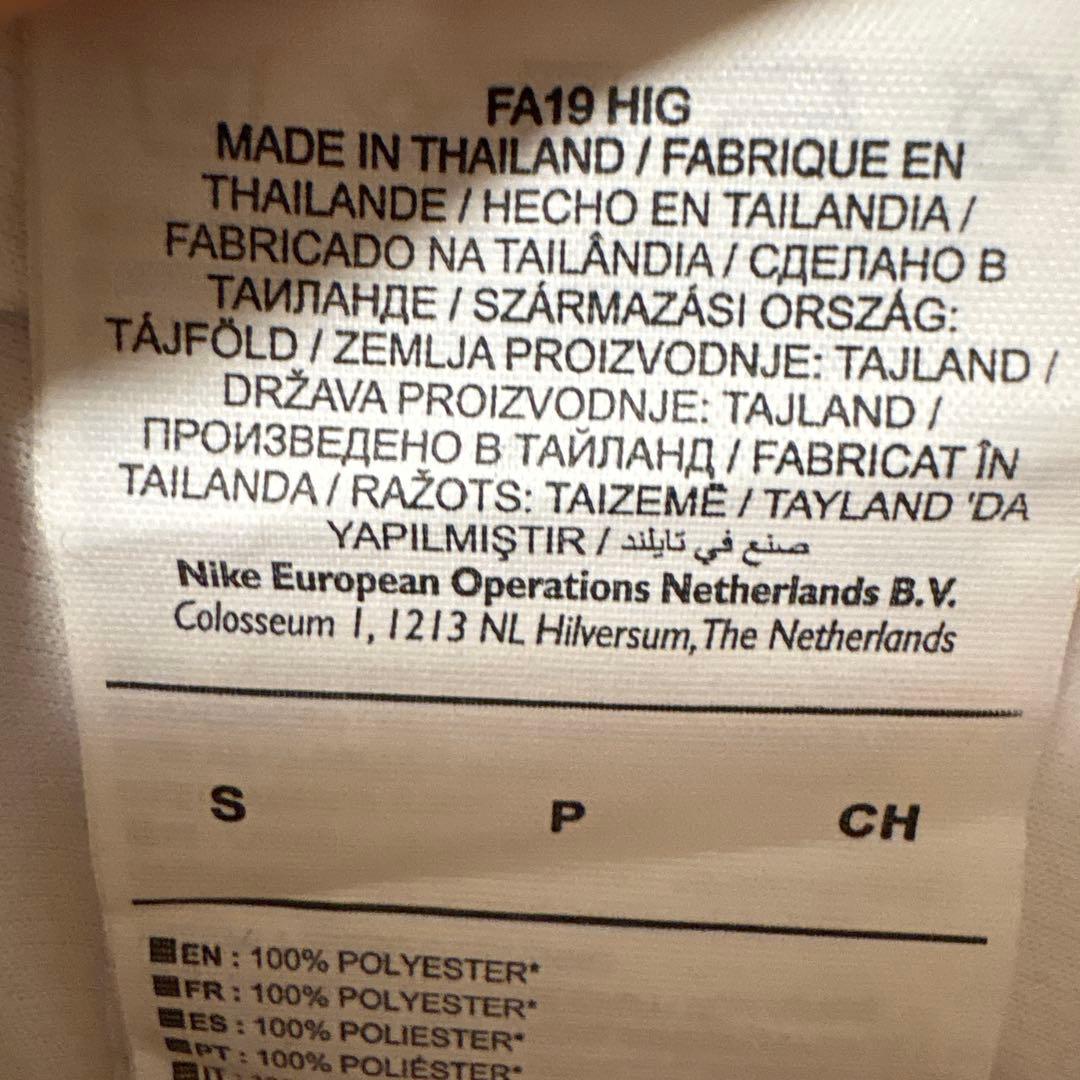 FA19 HIG
MADE IN THAILAND / FABRIQUE EN
THAILANDE / HECHO EN TAILANDIA /
FABRICADO NA TAILÂNDIA / СДЕЛАНО В
ТАИЛАНДЕ / SZÁRMAZÁSI ORSZÁG:
TÁJFÖLD / ZEMLJA PROIZVODNJE: TAJLAND /
DRŽAVA PROIZVODNJE: TAJLAND /
ПРОИЗВЕДЕНО В ТАЙЛАНД / FABRICAT ÎN
TAILANDA / RAŽOTS: TAIZEMĒ / TAYLAND 'DA
YAPILMIŞTIR / صنع في تايلند
Nike European Operations Netherlands B.V.
Colosseum 1, 1213 NL Hilversum, The Netherlands
S P CH
EN : 100% POLYESTER*
FR : 100% POLYESTER*
ES : 100% POLIESTER*
PT : 100% POLIÉSTER*
IT :